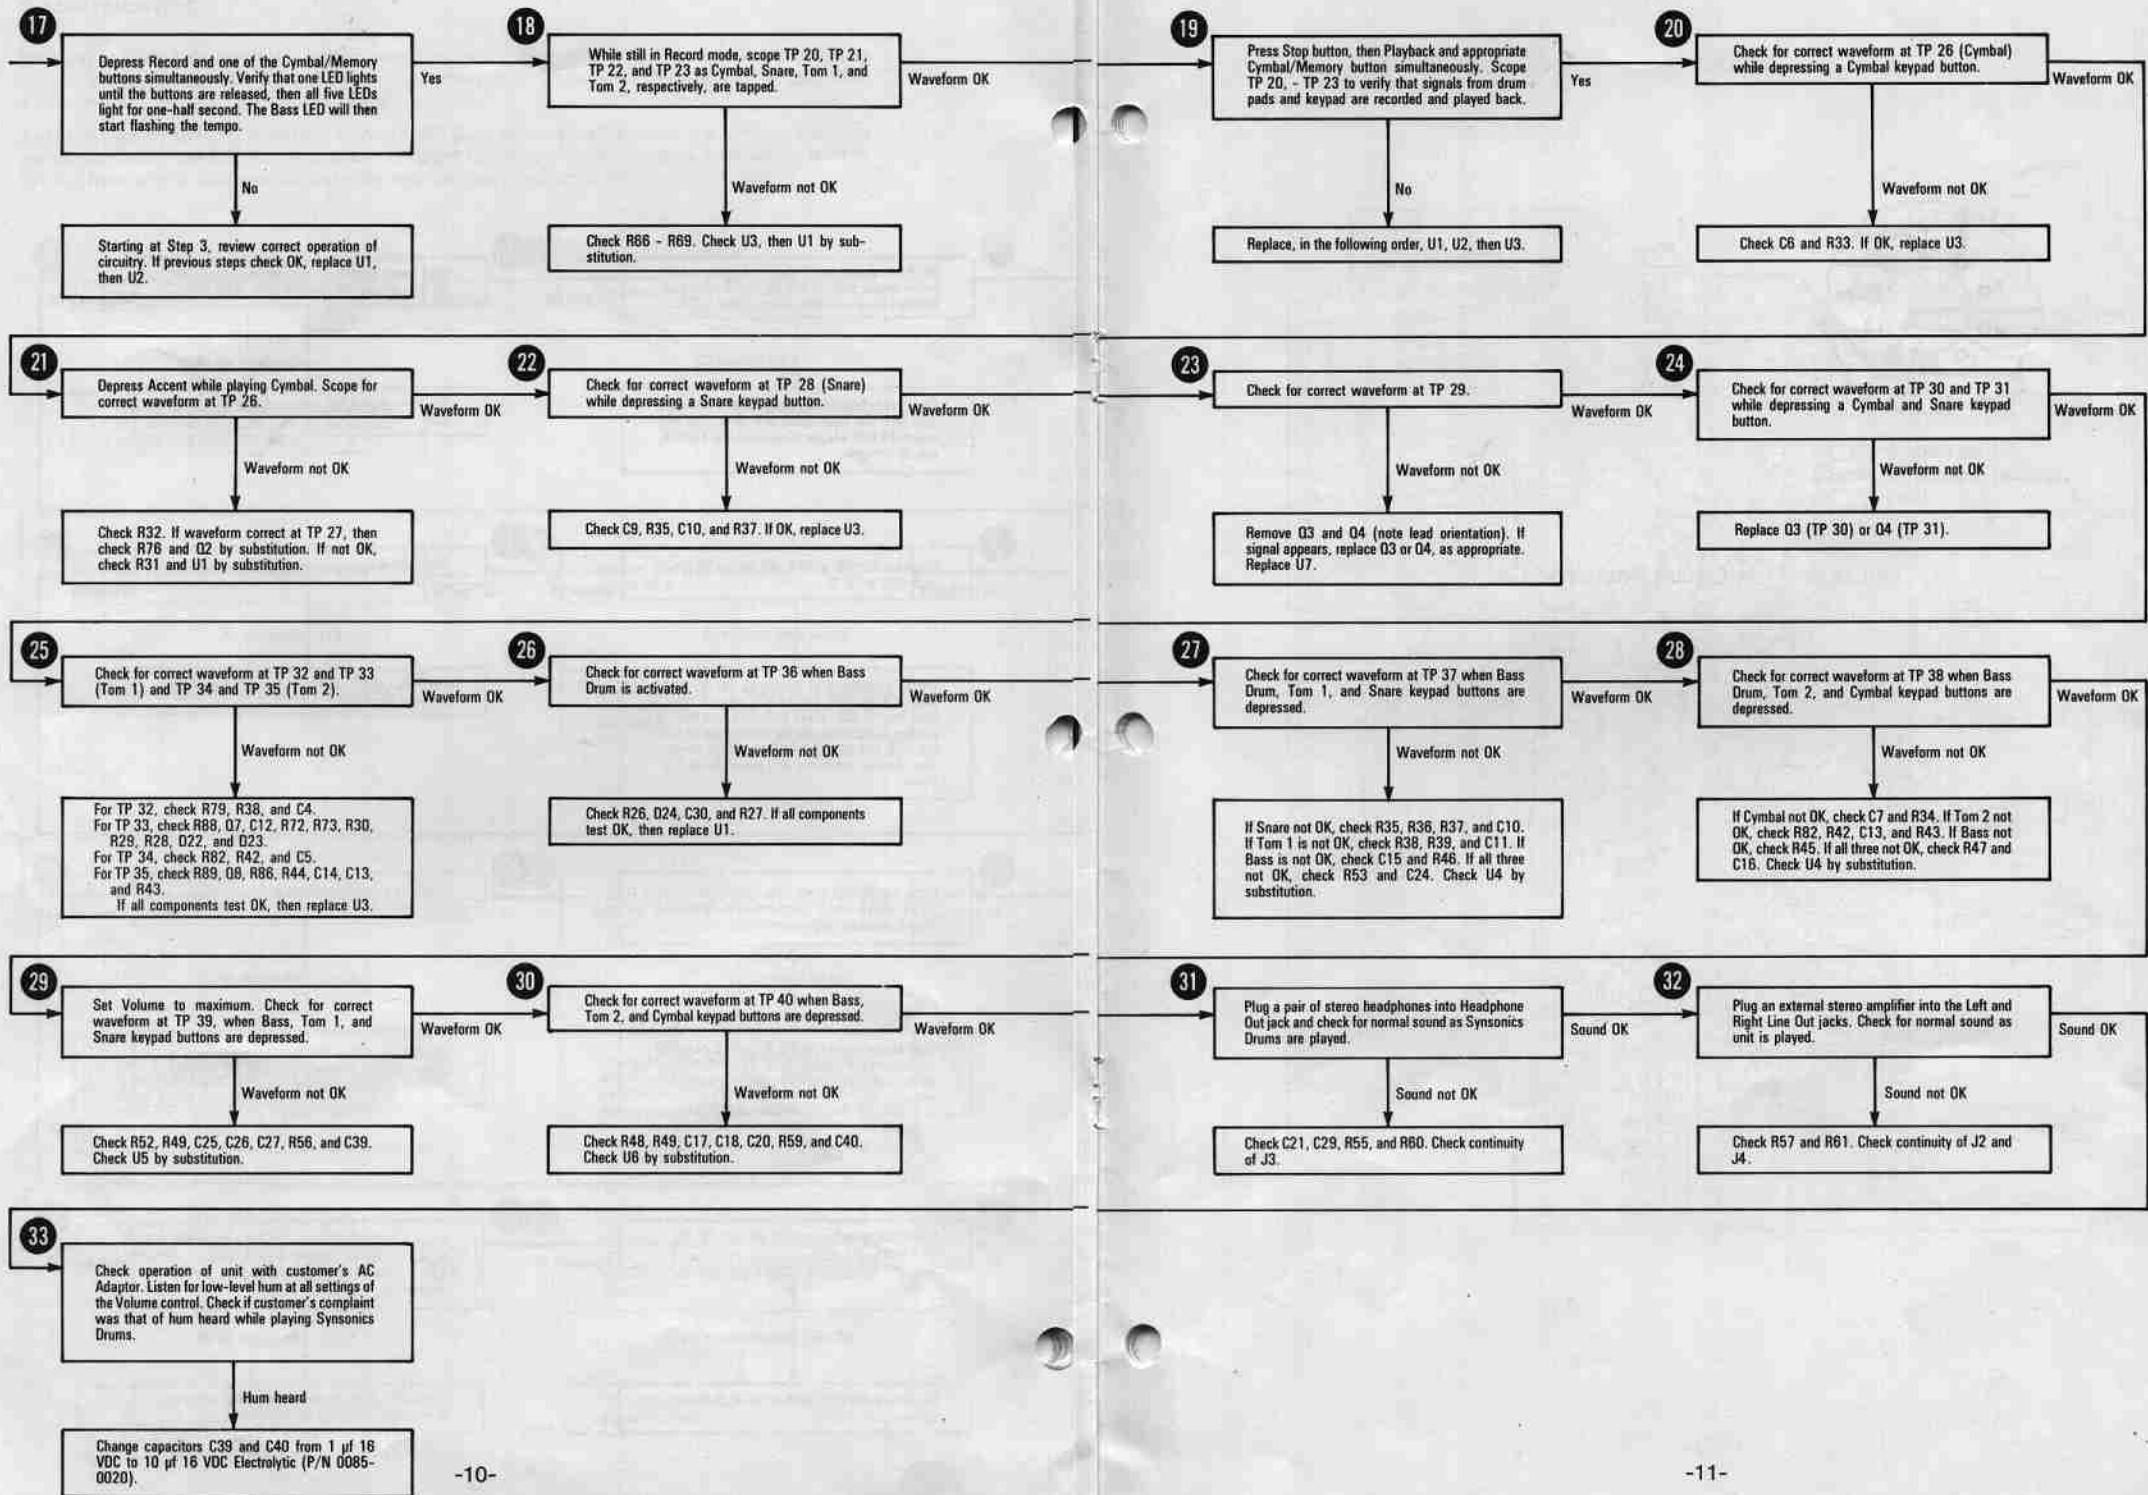 17
Depress Record and one of the Cymbal/Memory
buttons simultaneously. Verify that one LED lights
until the buttons are released, then all five LEDs
light for one-half second. The Bass LED will then
start flashing the tempo.
Yes
No
Starting at Step 3, review correct operation of
circuitry. If previous steps check OK, replace U1,
then U2.
18
While still in Record mode, scope TP 20, TP 21,
TP 22, and TP 23 as Cymbal, Snare, Tom 1, and
Tom 2, respectively, are tapped.
Waveform OK
Waveform not OK
Check R66 - R69. Check U3, then U1 by sub-
stitution.
19
Press Stop button, then Playback and appropriate
Cymbal/Memory button simultaneously. Scope
TP 20, - TP 23 to verify that signals from drum
pads and keypad are recorded and played back.
Yes
No
Replace, in the following order, U1, U2, then U3.
20
Check for correct waveform at TP 26 (Cymbal)
while depressing a Cymbal keypad button.
Waveform OK
Waveform not OK
Check C6 and R33. If OK, replace U3.
21
Depress Accent while playing Cymbal. Scope for
correct waveform at TP 26.
Waveform OK
Waveform not OK
Check R32. If waveform correct at TP 27, then
check R76 and Q2 by substitution. If not OK,
check R31 and U1 by substitution.
22
Check for correct waveform at TP 28 (Snare)
while depressing a Snare keypad button.
Waveform OK
Waveform not OK
Check C9, R35, C10, and R37. If OK, replace U3.
23
Check for correct waveform at TP 29.
Waveform OK
Waveform not OK
Remove Q3 and Q4 (note lead orientation). If
signal appears, replace Q3 or Q4, as appropriate.
Replace U7.
24
Check for correct waveform at TP 30 and TP 31
while depressing a Cymbal and Snare keypad
button.
Waveform OK
Waveform not OK
Replace Q3 (TP 30) or Q4 (TP 31).
25
Check for correct waveform at TP 32 and TP 33
(Tom 1) and TP 34 and TP 35 (Tom 2).
Waveform OK
Waveform not OK
For TP 32, check R79, R38, and C4.
For TP 33, check R88, Q7, C12, R72, R73, R30,
R29, R28, D22, and D23.
For TP 34, check R82, R42, and C5.
For TP 35, check R89, Q8, R86, R44, C14, C13,
and R43.
If all components test OK, then replace U3.
26
Check for correct waveform at TP 36 when Bass
Drum is activated.
Waveform OK
Waveform not OK
Check R26, D24, C30, and R27. If all components
test OK, then replace U1.
27
Check for correct waveform at TP 37 when Bass
Drum, Tom 1, and Snare keypad buttons are
depressed.
Waveform OK
Waveform not OK
If Snare not OK, check R35, R36, R37, and C10.
If Tom 1 is not OK, check R38, R39, and C11. If
Bass is not OK, check C15 and R46. If all three
not OK, check R53 and C24. Check U4 by
substitution.
28
Check for correct waveform at TP 38 when Bass
Drum, Tom 2, and Cymbal keypad buttons are
depressed.
Waveform OK
Waveform not OK
If Cymbal not OK, check C7 and R34. If Tom 2 not
OK, check R82, R42, C13, and R43. If Bass not
OK, check R45. If all three not OK, check R47 and
C16. Check U4 by substitution.
29
Set Volume to maximum. Check for correct
waveform at TP 39, when Bass, Tom 1, and
Snare keypad buttons are depressed.
Waveform OK
Waveform not OK
Check R52, R49, C25, C26, C27, R56, and C39.
Check U5 by substitution.
30
Check for correct waveform at TP 40 when Bass,
Tom 2, and Cymbal keypad buttons are depressed.
Waveform OK
Waveform not OK
Check R48, R49, C17, C18, C20, R59, and C40.
Check U6 by substitution.
31
Plug a pair of stereo headphones into Headphone
Out jack and check for normal sound as Synsonics
Drums are played.
Sound OK
Sound not OK
Check C21, C29, R55, and R60. Check continuity
of J3.
32
Plug an external stereo amplifier into the Left and
Right Line Out jacks. Check for normal sound as
unit is played.
Sound OK
Sound not OK
Check R57 and R61. Check continuity of J2 and
J4.
33
Check operation of unit with customer's AC
Adaptor. Listen for low-level hum at all settings of
the Volume control. Check if customer's complaint
was that of hum heard while playing Synsonics
Drums.
Hum heard
Change capacitors C39 and C40 from 1 µf 16
VDC to 10 µf 16 VDC Electrolytic (P/N 0085-
0020).
-10-
-11-